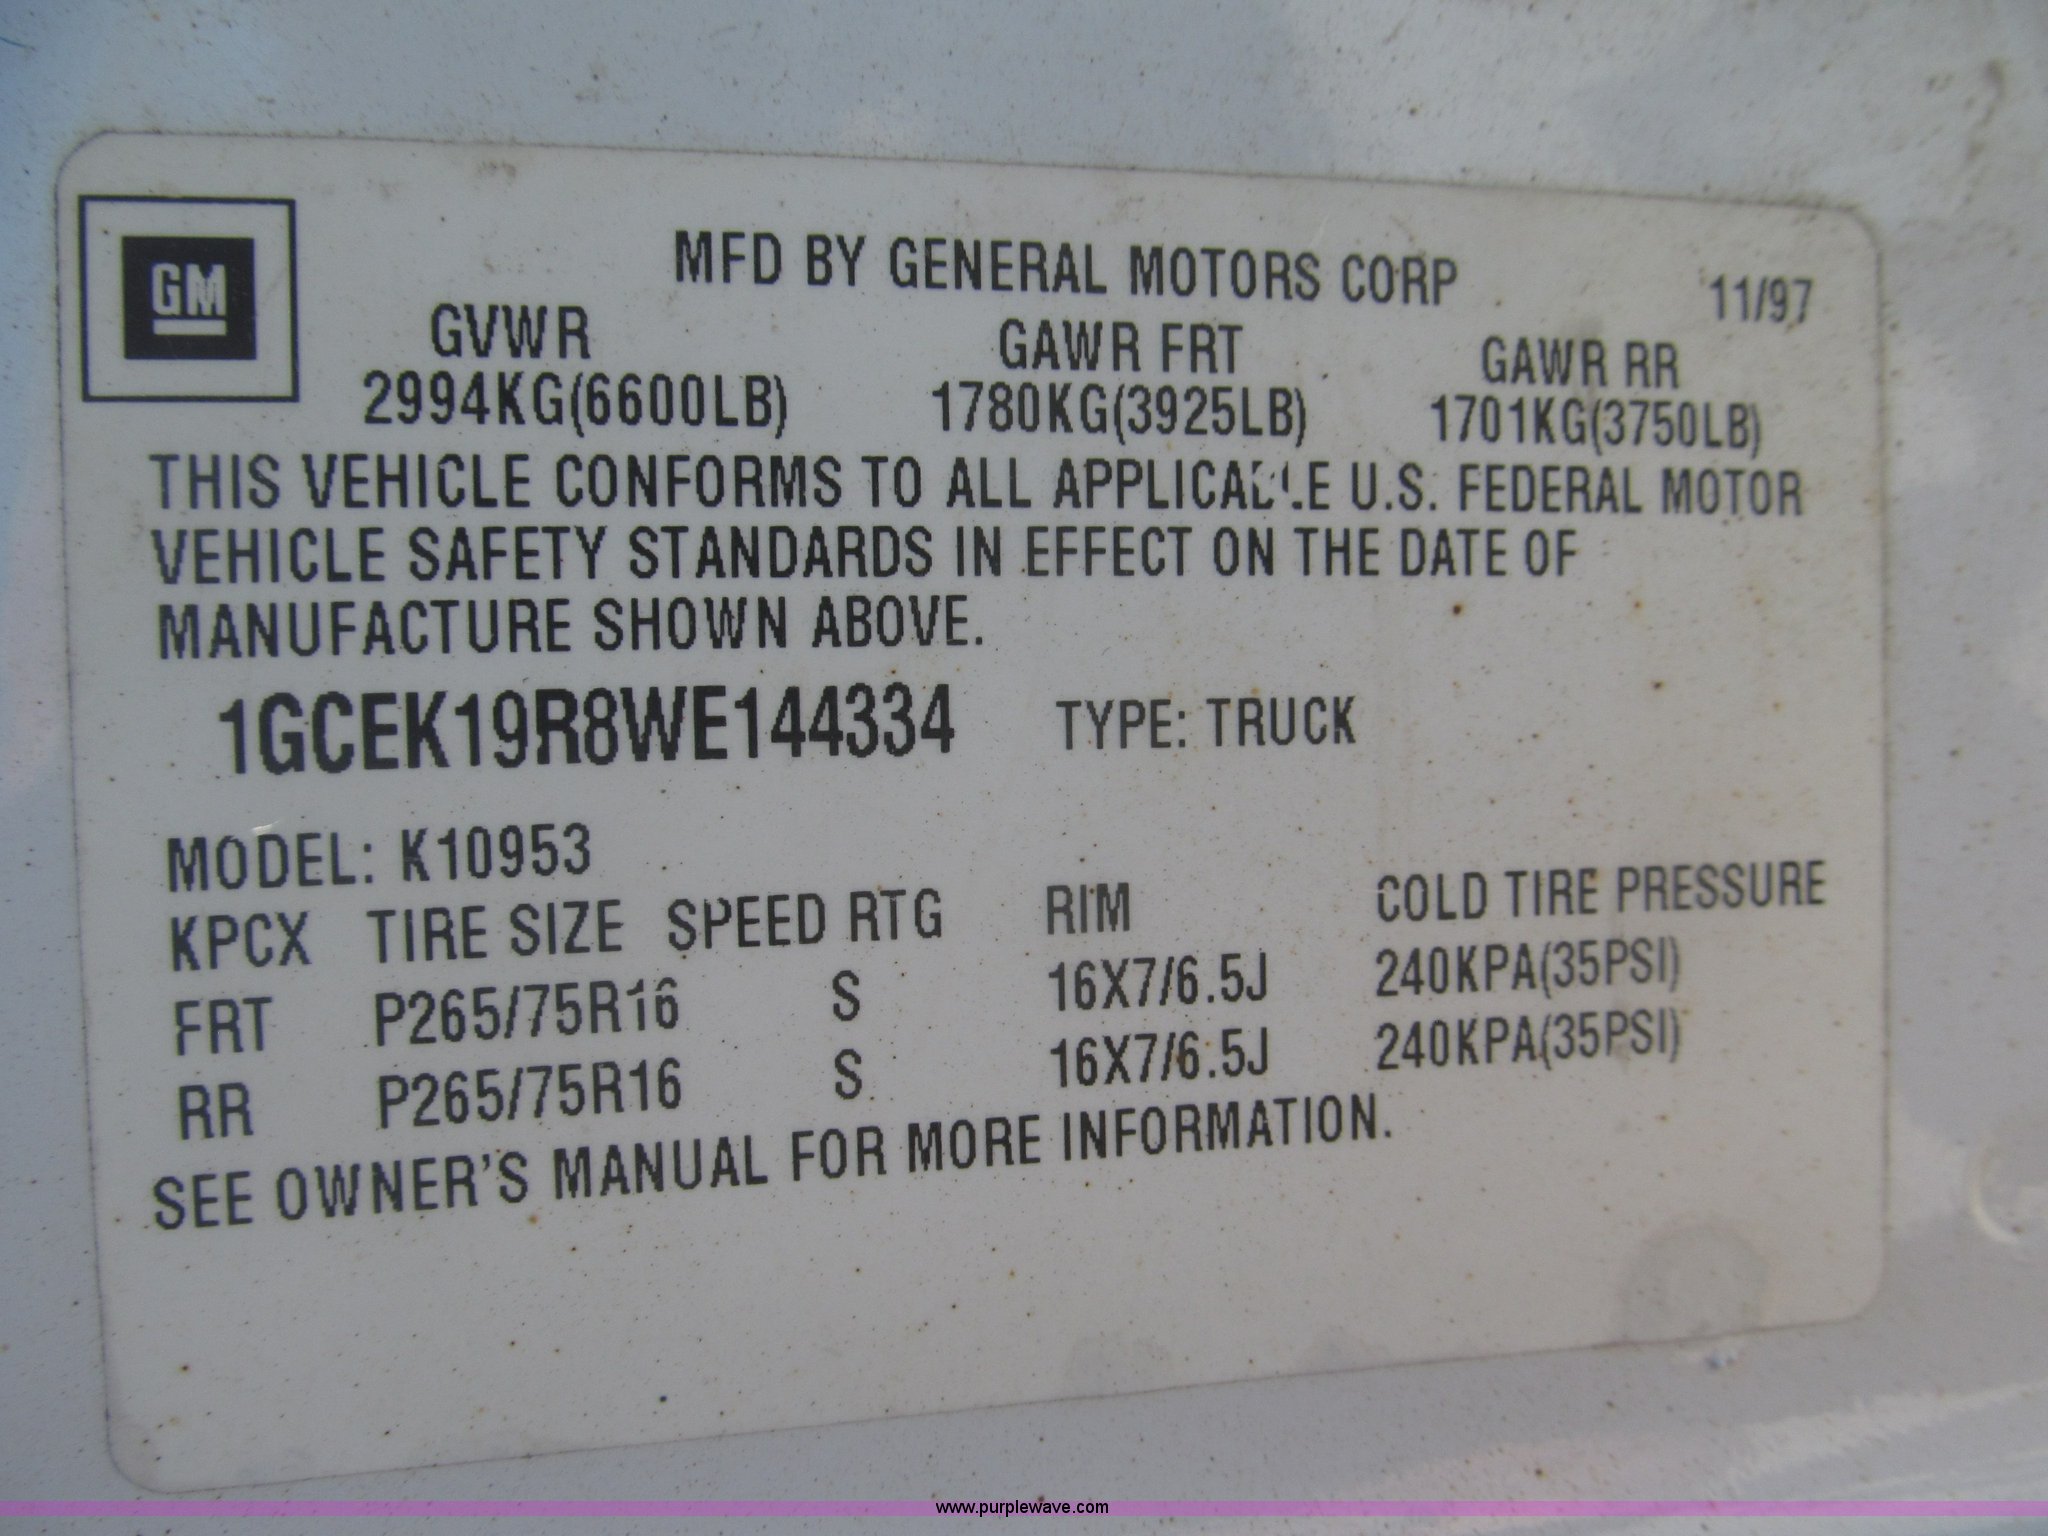 GM
MFD BY GENERAL MOTORS CORP 11/97
GVWR GAWR FRT GAWR RR
2994KG(6600LB) 1780KG(3925LB) 1701KG(3750LB)
THIS VEHICLE CONFORMS TO ALL APPLICABLE U.S. FEDERAL MOTOR
VEHICLE SAFETY STANDARDS IN EFFECT ON THE DATE OF
MANUFACTURE SHOWN ABOVE.
1GCEK19R8WE144334 TYPE: TRUCK
MODEL: K10953
KPCX TIRE SIZE SPEED RTG RIM COLD TIRE PRESSURE
FRT P265/75R16 S 16X7/6.5J 240KPA(35PSI)
RR P265/75R16 S 16X7/6.5J 240KPA(35PSI)
SEE OWNER'S MANUAL FOR MORE INFORMATION.
www.purplewave.com